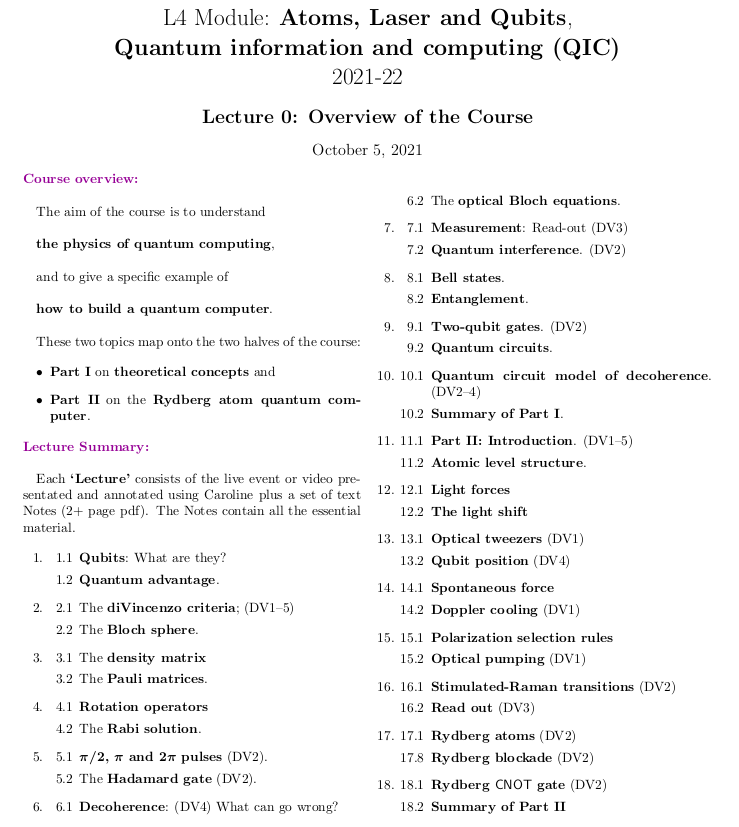 L4 Module: Atoms, Laser and Qubits,
Quantum information and computing (QIC)
2021-22
Lecture 0: Overview of the Course
October 5, 2021
Course overview:
The aim of the course is to understand
the physics of quantum computing,
and to give a specific example of
how to build a quantum computer.
These two topics map onto the two halves of the course:
• Part I on theoretical concepts and
• Part II on the Rydberg atom quantum com-
puter.
Lecture Summary:
Each ‘Lecture’ consists of the live event or video pre-
sentated and annotated using Caroline plus a set of text
Notes (2+ page pdf). The Notes contain all the essential
material.
1. 1.1 Qubits: What are they?
1.2 Quantum advantage.
2. 2.1 The diVincenzo criteria; (DV1–5)
2.2 The Bloch sphere.
3. 3.1 The density matrix
3.2 The Pauli matrices.
4. 4.1 Rotation operators
4.2 The Rabi solution.
5. 5.1 π/2, π and 2π pulses (DV2).
5.2 The Hadamard gate (DV2).
6. 6.1 Decoherence: (DV4) What can go wrong?
6.2 The optical Bloch equations.
7. 7.1 Measurement: Read-out (DV3)
7.2 Quantum interference. (DV2)
8. 8.1 Bell states.
8.2 Entanglement.
9. 9.1 Two-qubit gates. (DV2)
9.2 Quantum circuits.
10. 10.1 Quantum circuit model of decoherence.
(DV2–4)
10.2 Summary of Part I.
11. 11.1 Part II: Introduction. (DV1–5)
11.2 Atomic level structure.
12. 12.1 Light forces
12.2 The light shift
13. 13.1 Optical tweezers (DV1)
13.2 Qubit position (DV4)
14. 14.1 Spontaneous force
14.2 Doppler cooling (DV1)
15. 15.1 Polarization selection rules
15.2 Optical pumping (DV1)
16. 16.1 Stimulated-Raman transitions (DV2)
16.2 Read out (DV3)
17. 17.1 Rydberg atoms (DV2)
17.8 Rydberg blockade (DV2)
18. 18.1 Rydberg CNOT gate (DV2)
18.2 Summary of Part II